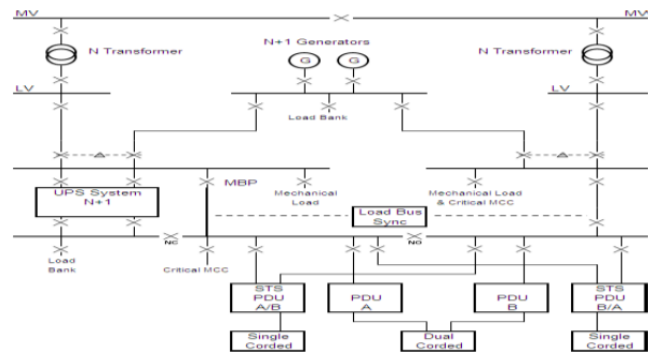 MV
MV
N Transformer
N+1 Generators
N Transformer
G
G
LV
LV
Load Bank
UPS System
N+1
MBP
Mechanical
Load
Mechanical Load
& Critical MCC
Load Bus
Sync
NC
NO
Load
Bank
Critical MCC
STS
PDU
A/B
PDU
A
PDU
B
STS
PDU
B/A
Single
Corded
Dual
Corded
Single
Corded